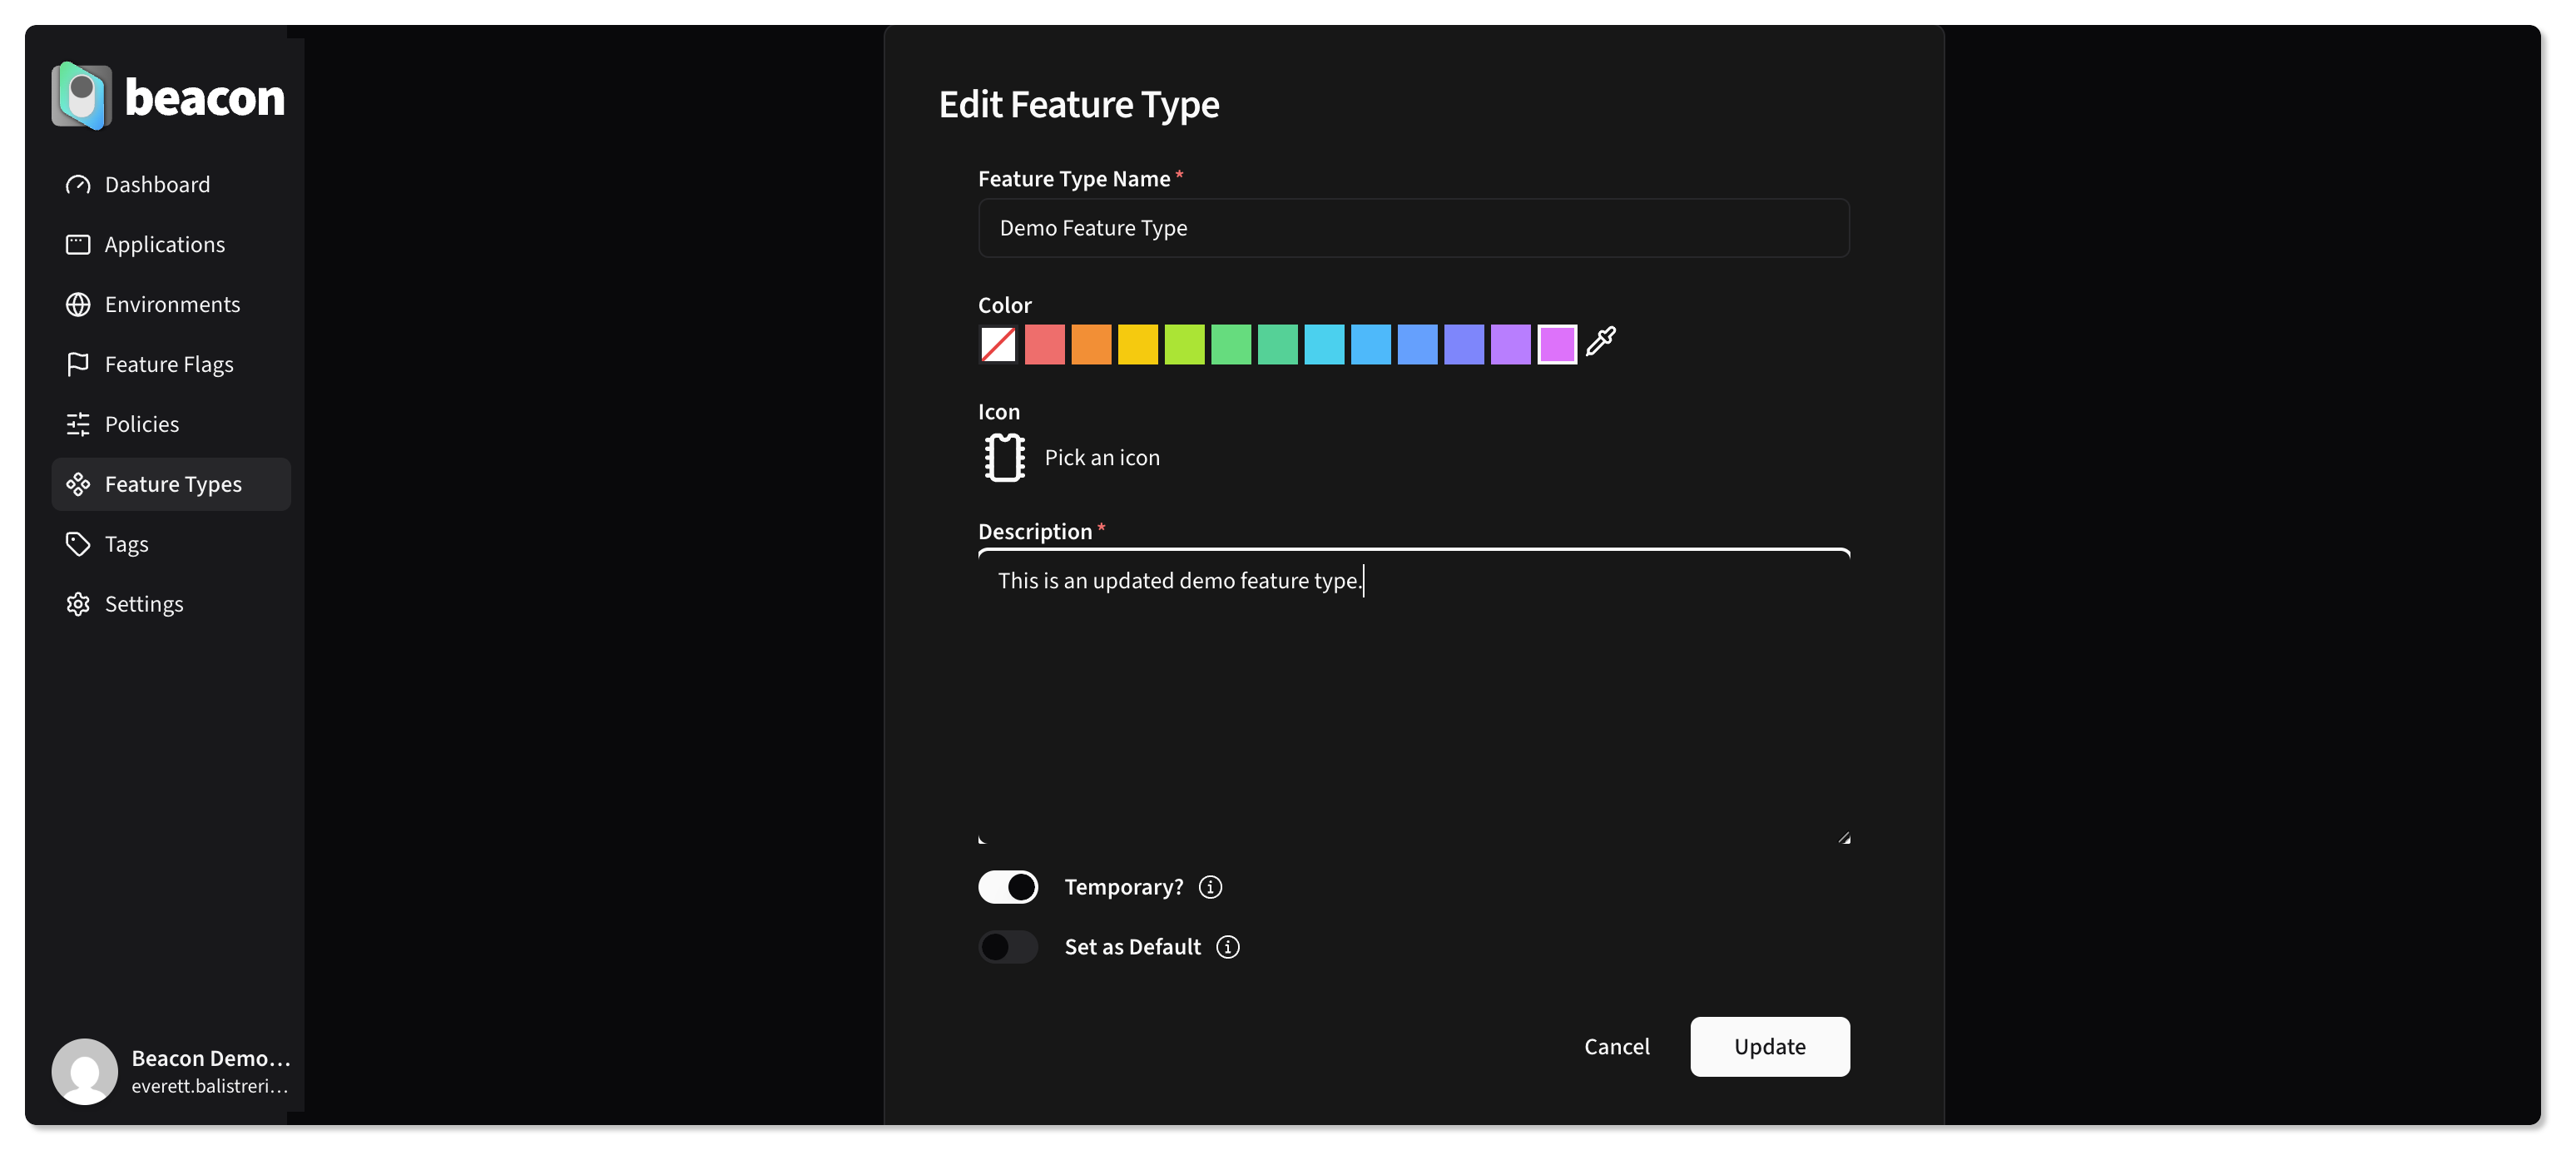 beacon
Dashboard
Applications
Environments
Feature Flags
Policies
Feature Types
Tags
Settings
Beacon Demo...
everett.balistreri...
Edit Feature Type
Feature Type Name *
Demo Feature Type
Color
Icon
Pick an icon
Description *
This is an updated demo feature type.
Temporary?
Set as Default
Cancel
Update